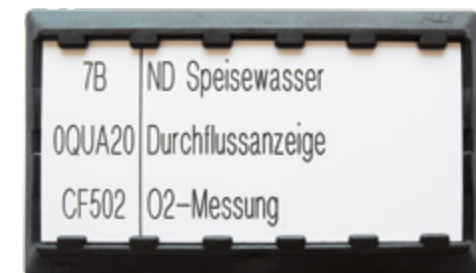 7B ND Speisewasser
0QUA20 Durchflussanzeige
CF502 O2-Messung